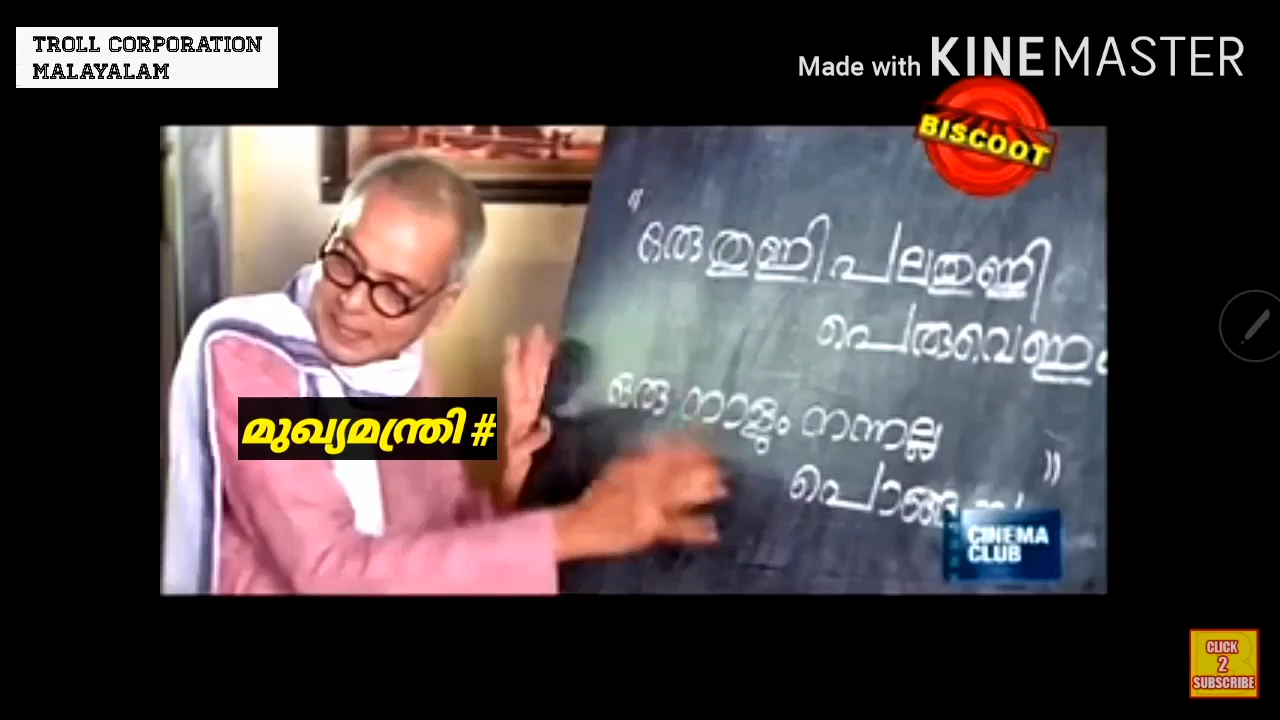 TROLL CORPORATION
MALAYALAM
Made with KINEMASTER
BISCOOT
"
ഒരു തുണി പലതുണ്ണി
പെരുവെ
ഒരു നാളും നന്നല്ല
"
CINEMA
CLUB
മുഖ്യമന്ത്രി #
CLICK
2
SUBSCRIBE